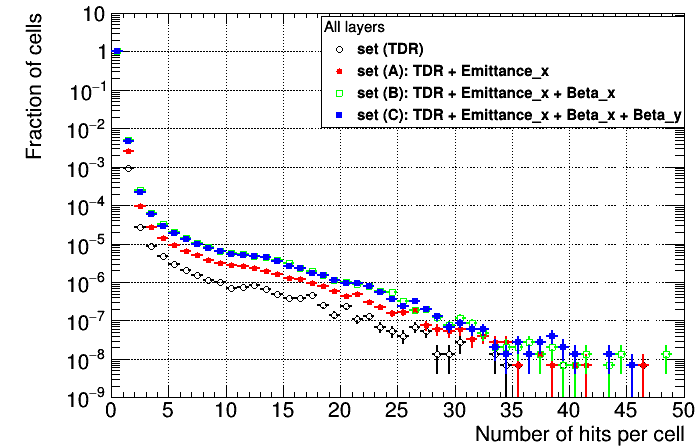 All layers
set (TDR)
set (A): TDR + Emittance_x
set (B): TDR + Emittance_x + Beta_x
set (C): TDR + Emittance_x + Beta_x + Beta_y
Fraction of cells
10
1
10⁻¹
10⁻²
10⁻³
10⁻⁴
10⁻⁵
10⁻⁶
10⁻⁷
10⁻⁸
10⁻⁹
0 5 10 15 20 25 30 35 40 45 50
Number of hits per cell